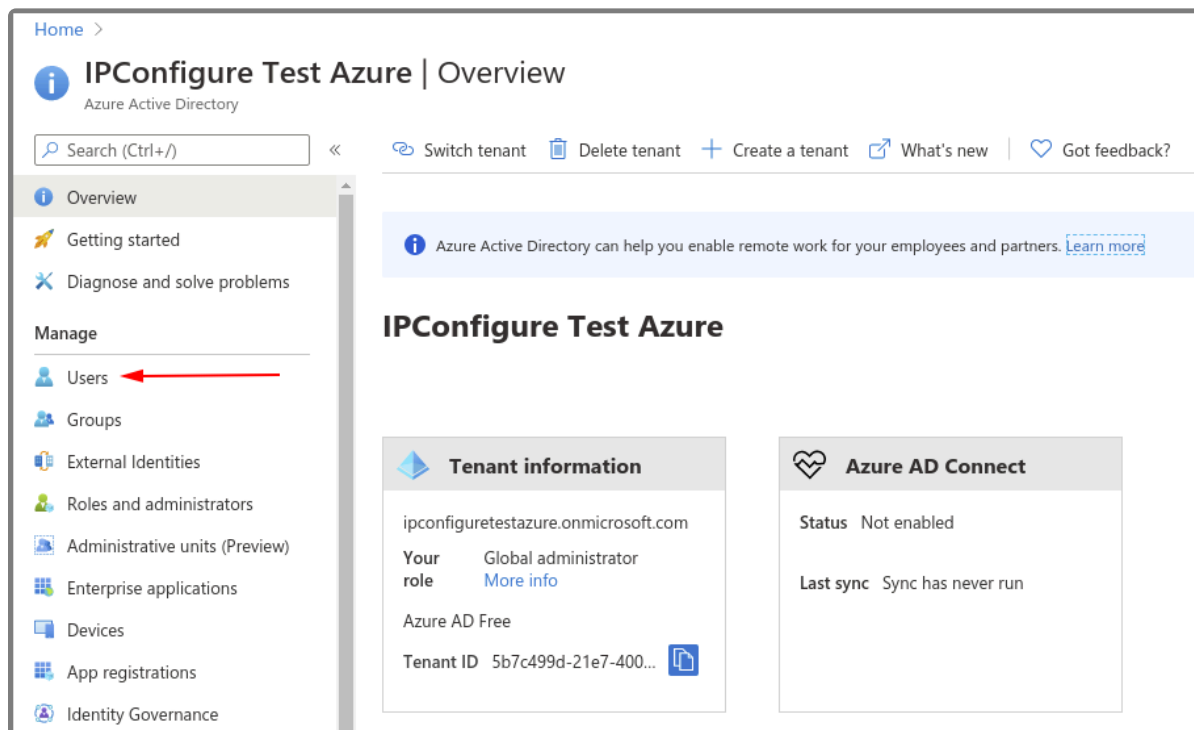 Home >
IPConfigure Test Azure | Overview
Azure Active Directory
Search (Ctrl+/)
«
Switch tenant
Delete tenant
Create a tenant
What's new
Got feedback?
Overview
Getting started
Diagnose and solve problems
Manage
Users
Groups
External Identities
Roles and administrators
Administrative units (Preview)
Enterprise applications
Devices
App registrations
Identity Governance
Azure Active Directory can help you enable remote work for your employees and partners. Learn more
IPConfigure Test Azure
Tenant information
ipconfiguretestazure.onmicrosoft.com
Your role Global administrator
More info
Azure AD Free
Tenant ID 5b7c499d-21e7-400...
Azure AD Connect
Status Not enabled
Last sync Sync has never run